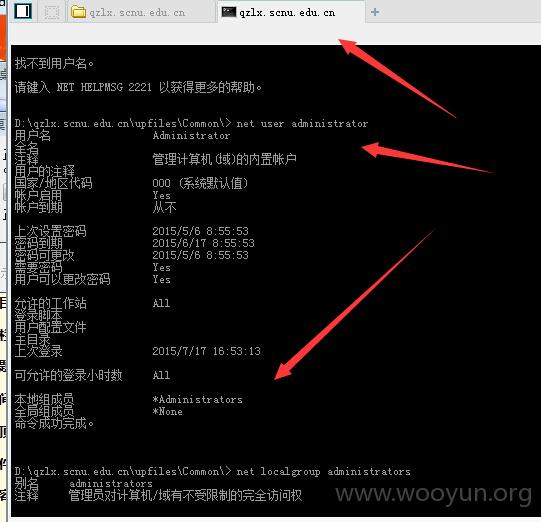 qzlx.scnu.edu.cn
qzlx.scnu.edu.cn
找不到用户名。
请键入 NET HELPMSG 2221 以获得更多的帮助。
D:\qzlx.scnu.edu.cn\upfiles\Common\> net user administrator
用户名 Administrator
全名
注释 管理计算机(域)的内置帐户
用户的注释
国家/地区代码 000 (系统默认值)
帐户启用 Yes
帐户到期 从不
上次设置密码 2015/5/6 8:55:53
密码到期 2015/6/17 8:55:53
密码可更改 2015/5/6 8:55:53
需要密码 Yes
用户可以更改密码 Yes
允许的工作站 All
登录脚本
用户配置文件
主目录
上次登录 2015/7/17 16:53:13
可允许的登录小时数 All
本地组成员 *Administrators
全局组成员 *None
命令成功完成。
D:\qzlx.scnu.edu.cn\upfiles\Common\> net localgroup administrators
别名 administrators
注释 管理员对计算机/域有不受限制的完全访问权
www.wooyun.org